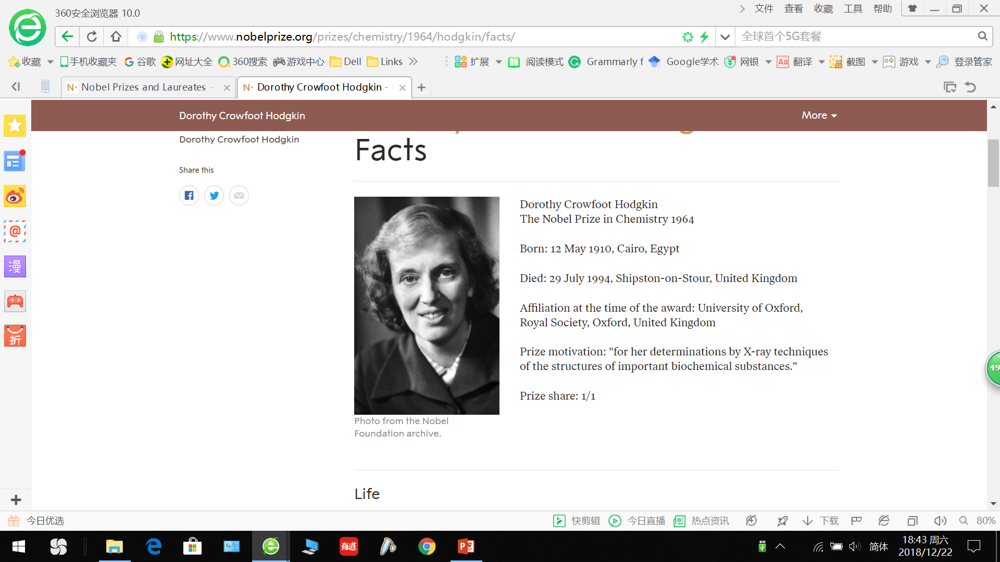 360安全浏览器 10.0
文件 查看 收藏 工具 帮助
https://www.nobelprize.org/prizes/chemistry/1964/hodgkin/facts/
全球首个5G套餐
收藏 手机收藏夹 谷歌 网址大全 360搜索 游戏中心 Dell Links
扩展 阅读模式 Grammarly f Google学术 网银 Aa 翻译 截图 游戏 登录管家
N· Nobel Prizes and Laureates -
N· Dorothy Crowfoot Hodgkin -
Dorothy Crowfoot Hodgkin
More
Dorothy Crowfoot Hodgkin
Share this
Facts
Dorothy Crowfoot Hodgkin
The Nobel Prize in Chemistry 1964
Born: 12 May 1910, Cairo, Egypt
Died: 29 July 1994, Shipston-on-Stour, United Kingdom
Affiliation at the time of the award: University of Oxford,
Royal Society, Oxford, United Kingdom
Prize motivation: "for her determinations by X-ray techniques
of the structures of important biochemical substances."
Prize share: 1/1
Photo from the Nobel
Foundation archive.
Life
@
漫
折
49
今日优选
快剪辑 今日直播 热点资讯 下载 80%
有道
简体
18:43 周六
2018/12/22